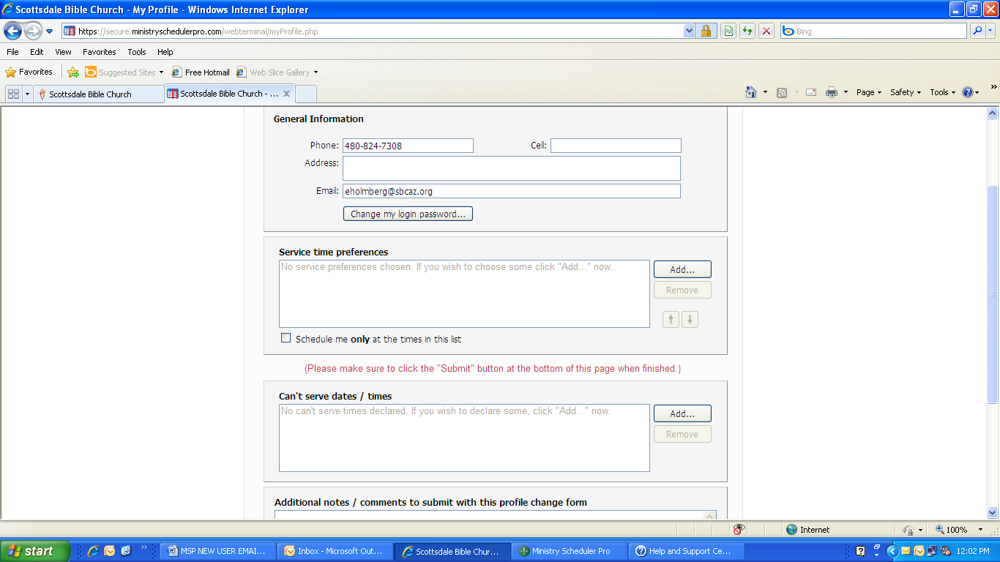 Scottsdale Bible Church - My Profile - Windows Internet Explorer
https://secure.ministryschedulerpro.com/webterminal/myProfile.php
Bing
File Edit View Favorites Tools Help
Favorites Suggested Sites Free Hotmail Web Slice Gallery
Scottsdale Bible Church Scottsdale Bible Church - ... Page Safety Tools
General Information
Phone: 480-824-7308 Cell:
Address:
Email: eholmberg@sbcaz.org
Change my login password...
Service time preferences
No service preferences chosen. If you wish to choose some click "Add..." now. Add...
Remove
Schedule me only at the times in this list
(Please make sure to click the "Submit" button at the bottom of this page when finished.)
Can't serve dates / times
No can't serve times declared. If you wish to declare some, click "Add..." now. Add...
Remove
Additional notes / comments to submit with this profile change form
Internet 100%
start MSP NEW USER EMAI... Inbox - Microsoft Out... Scottsdale Bible Chur... Ministry Scheduler Pro Help and Support Ce... 12:02 PM